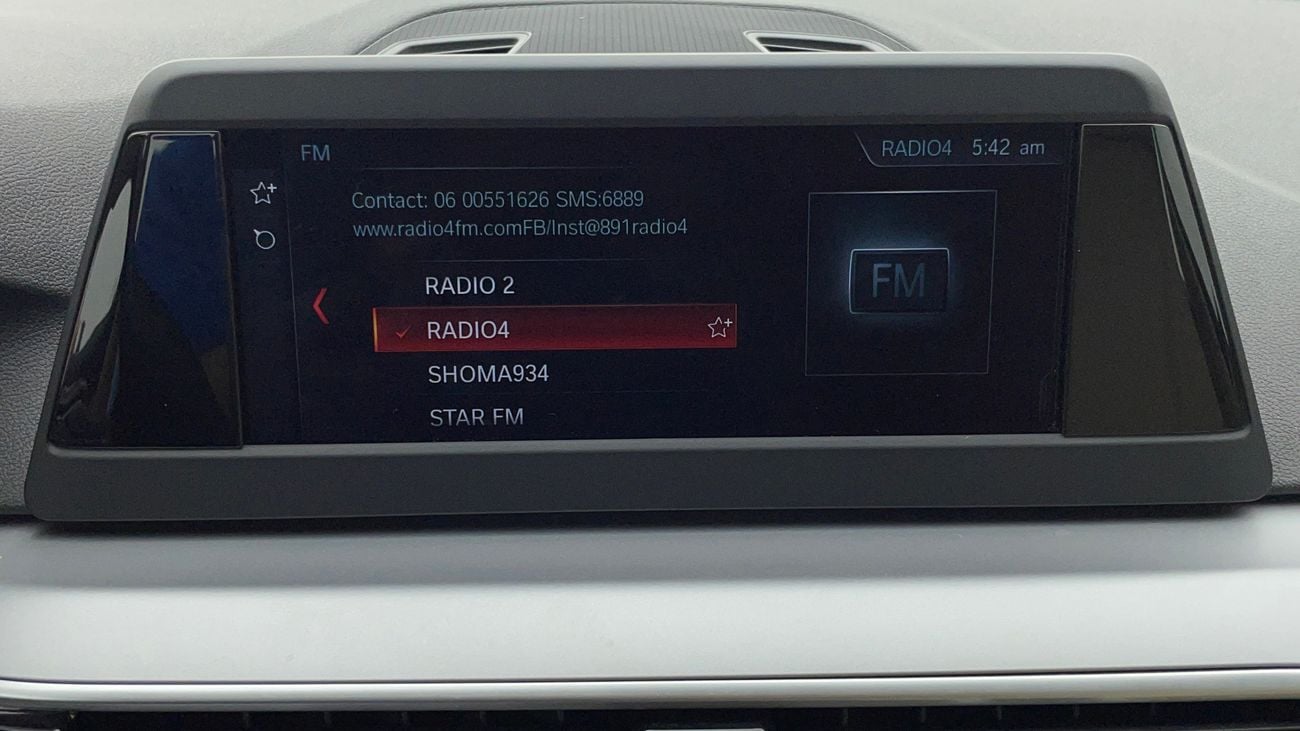 FM
RADIO4 5:42 am
Contact: 06 00551626 SMS:6889
www.radio4fm.comFB/Inst@891radio4
FM
RADIO 2
RADIO4
SHOMA934
STAR FM